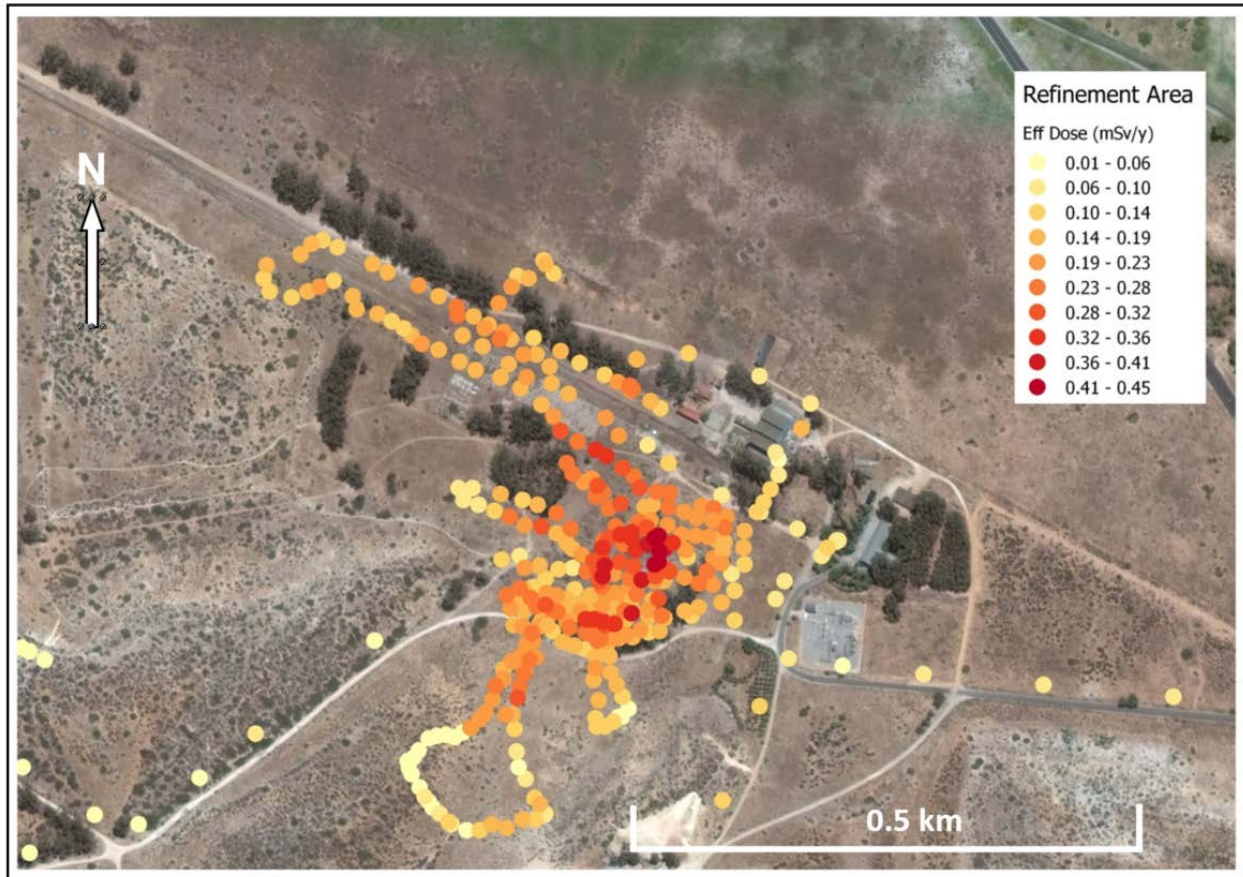 Refinement Area
Eff Dose (mSv/y)
0.01 - 0.06
0.06 - 0.10
0.10 - 0.14
0.14 - 0.19
0.19 - 0.23
0.23 - 0.28
0.28 - 0.32
0.32 - 0.36
0.36 - 0.41
0.41 - 0.45
N
0.5 km